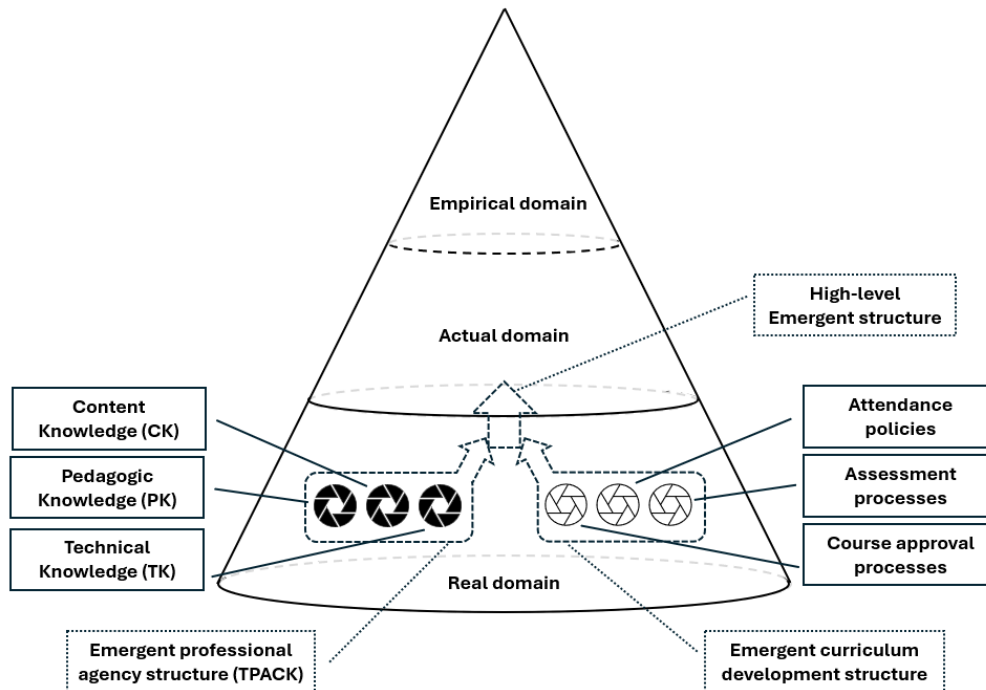 Empirical domain
High-level
Emergent structure
Actual domain
Content
Knowledge (CK)
Attendance
policies
Pedagogic
Knowledge (PK)
Assessment
processes
Technical
Knowledge (TK)
Course approval
processes
Real domain
Emergent professional
agency structure (TPACK)
Emergent curriculum
development structure